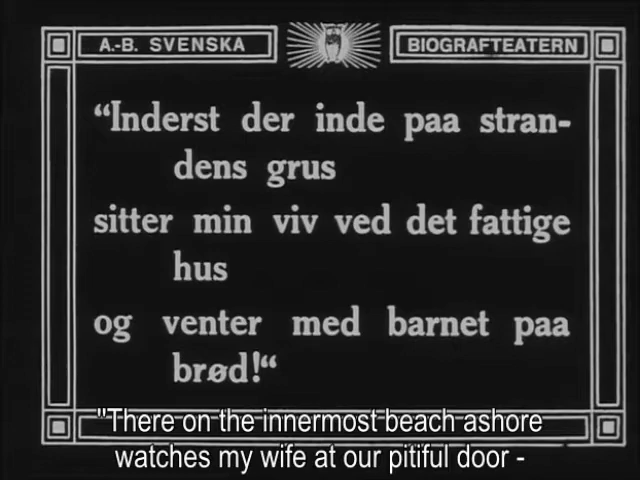 A.-B. SVENSKA BIOGRAFTEATERN
“Inderst der inde paa stran-
dens grus
sitter min viv ved det fattige
hus
og venter med barnet paa
brød!“
"There on the innermost beach ashore
watches my wife at our pitiful door -